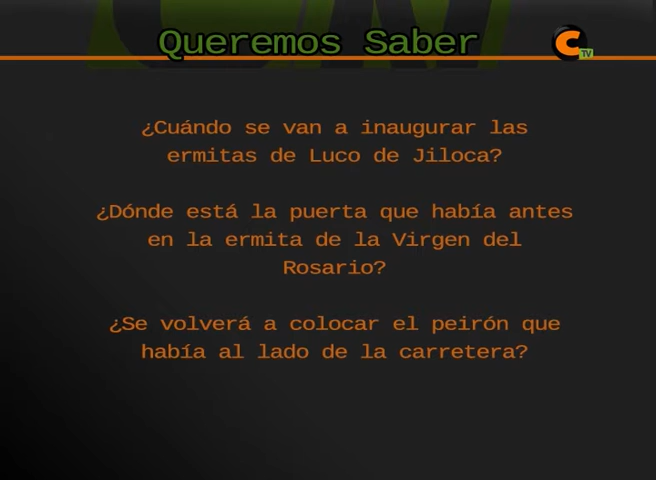 Queremos Saber
C TV
¿Cuándo se van a inaugurar las
ermitas de Luco de Jiloca?
¿Dónde está la puerta que había antes
en la ermita de la Virgen del
Rosario?
¿Se volverá a colocar el peirón que
había al lado de la carretera?